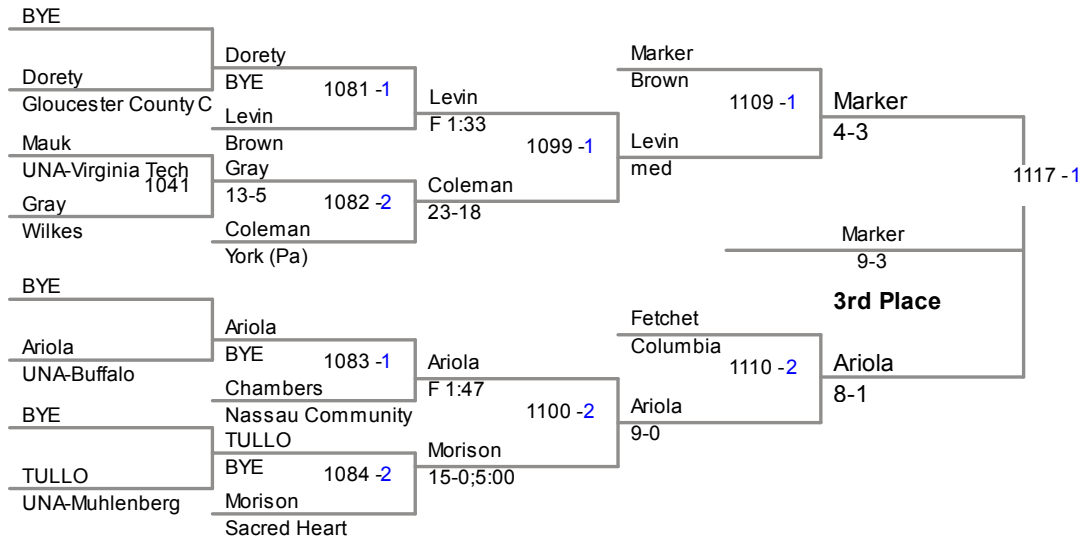 BYE
Dorety
Gloucester County C
Mauk
UNA-Virginia Tech
1041
Gray
Wilkes
BYE
Ariola
UNA-Buffalo
BYE
TULLO
UNA-Muhlenberg
Dorety
BYE
1081 -1
Levin
Brown
Gray
13-5
1082 -2
Coleman
York (Pa)
Ariola
BYE
1083 -1
Chambers
Nassau Community
TULLO
BYE
1084 -2
Morison
Sacred Heart
Levin
F 1:33
1099 -1
Coleman
23-18
Ariola
F 1:47
1100 -2
Morison
15-0;5:00
Marker
Brown
1109 -1
Levin
med
Fetchet
Columbia
1110 -2
Ariola
9-0
Marker
4-3
1117 -1
Marker
9-3
3rd Place
Ariola
8-1